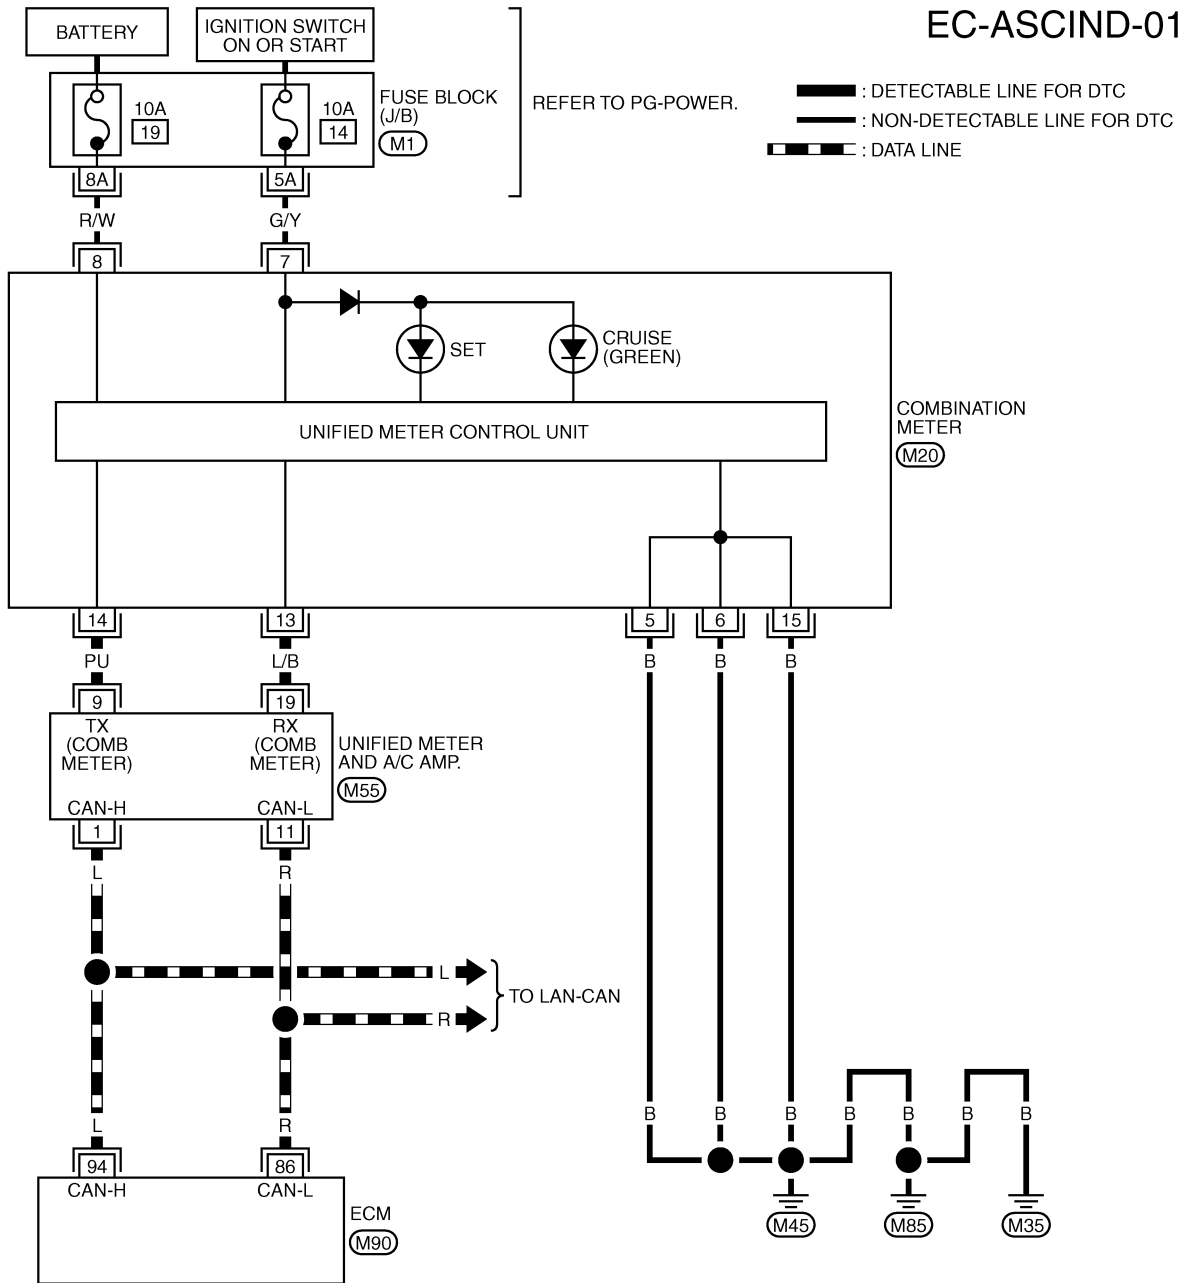 EC-ASCIND-01
BATTERY
IGNITION SWITCH
ON OR START
10A
19
10A
14
FUSE BLOCK
(J/B)
M1
REFER TO PG-POWER.
: DETECTABLE LINE FOR DTC
: NON-DETECTABLE LINE FOR DTC
: DATA LINE
8A
5A
R/W
G/Y
8
7
SET
CRUISE
(GREEN)
UNIFIED METER CONTROL UNIT
COMBINATION
METER
M20
14
13
5
6
15
PU
L/B
B
B
B
9
19
TX
(COMB
METER)
RX
(COMB
METER)
UNIFIED METER
AND A/C AMP.
M55
CAN-H
CAN-L
1
11
L
R
L
R
TO LAN-CAN
L
R
B
B
B
B
B
B
B
94
86
CAN-H
CAN-L
ECM
M90
M45
M85
M35